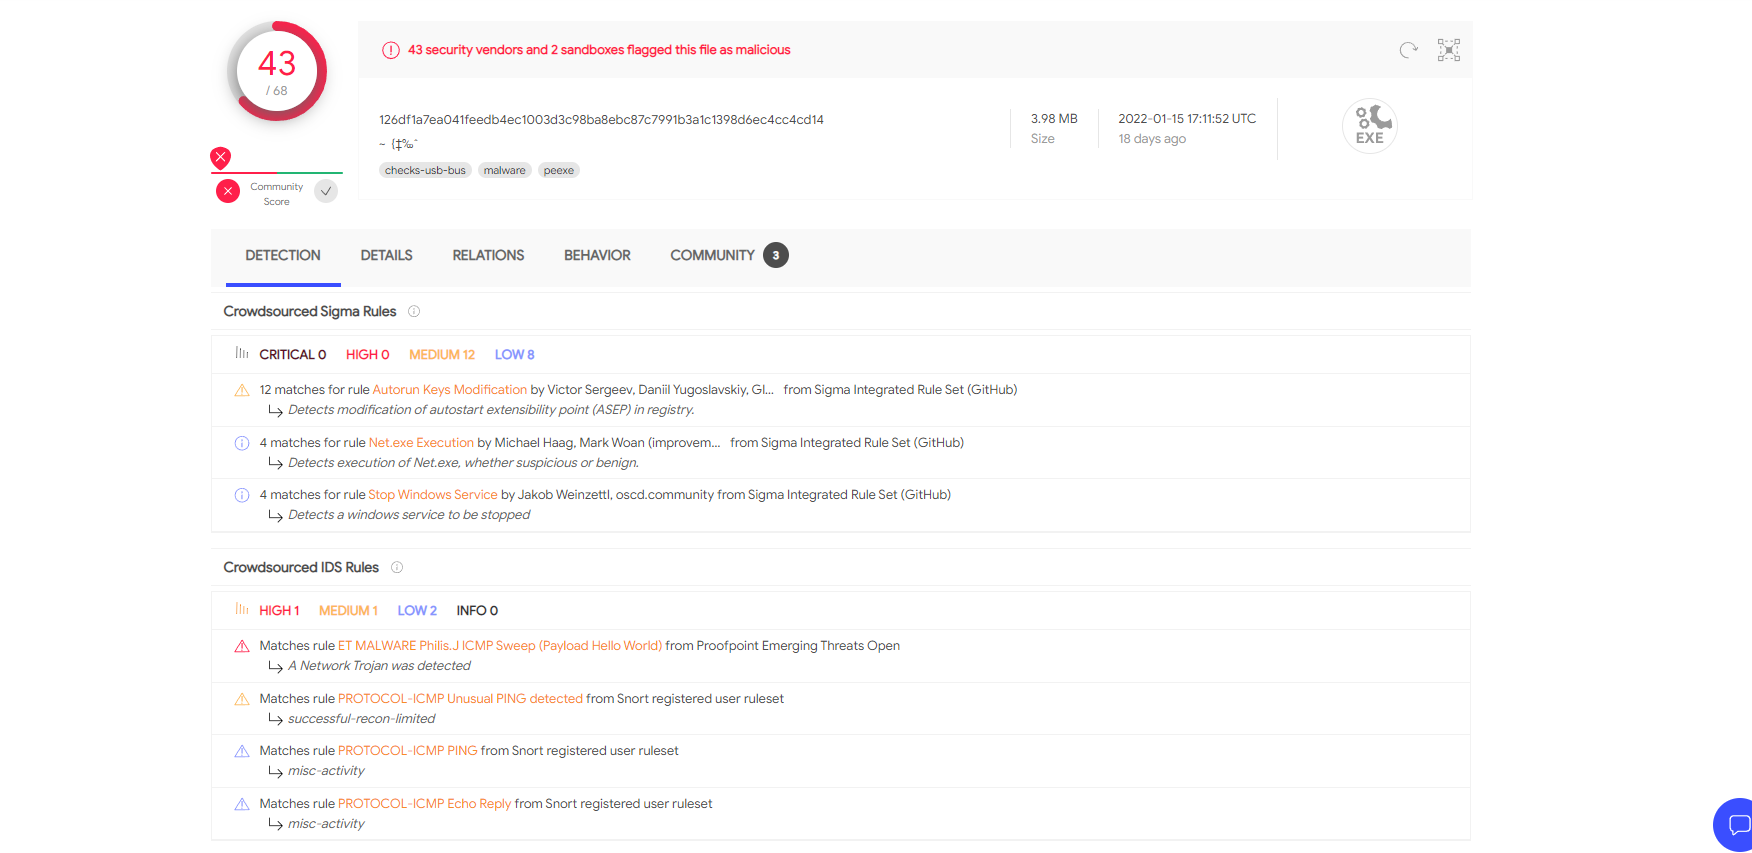 43
/ 68
Community
Score
43 security vendors and 2 sandboxes flagged this file as malicious
126df1a7ea041feedb4ec1003d3c98ba8ebc87c7991b3a1c1398d6ec4cc4cd14
~ {‡‰ˆ
checks-usb-bus malware peexe
3.98 MB
Size
2022-01-15 17:11:52 UTC
18 days ago
EXE
DETECTION DETAILS RELATIONS BEHAVIOR COMMUNITY 3
Crowdsourced Sigma Rules
CRITICAL 0 HIGH 0 MEDIUM 12 LOW 8
12 matches for rule Autorun Keys Modification by Victor Sergeev, Daniil Yugoslavskiy, Gl... from Sigma Integrated Rule Set (GitHub)
Detects modification of autostart extensibility point (ASEP) in registry.
4 matches for rule Net.exe Execution by Michael Haag, Mark Woan (improvem... from Sigma Integrated Rule Set (GitHub)
Detects execution of Net.exe, whether suspicious or benign.
4 matches for rule Stop Windows Service by Jakob Weinzettl, oscd.community from Sigma Integrated Rule Set (GitHub)
Detects a windows service to be stopped
Crowdsourced IDS Rules
HIGH 1 MEDIUM 1 LOW 2 INFO 0
Matches rule ET MALWARE Philis.J ICMP Sweep (Payload Hello World) from Proofpoint Emerging Threats Open
A Network Trojan was detected
Matches rule PROTOCOL-ICMP Unusual PING detected from Snort registered user ruleset
successful-recon-limited
Matches rule PROTOCOL-ICMP PING from Snort registered user ruleset
misc-activity
Matches rule PROTOCOL-ICMP Echo Reply from Snort registered user ruleset
misc-activity